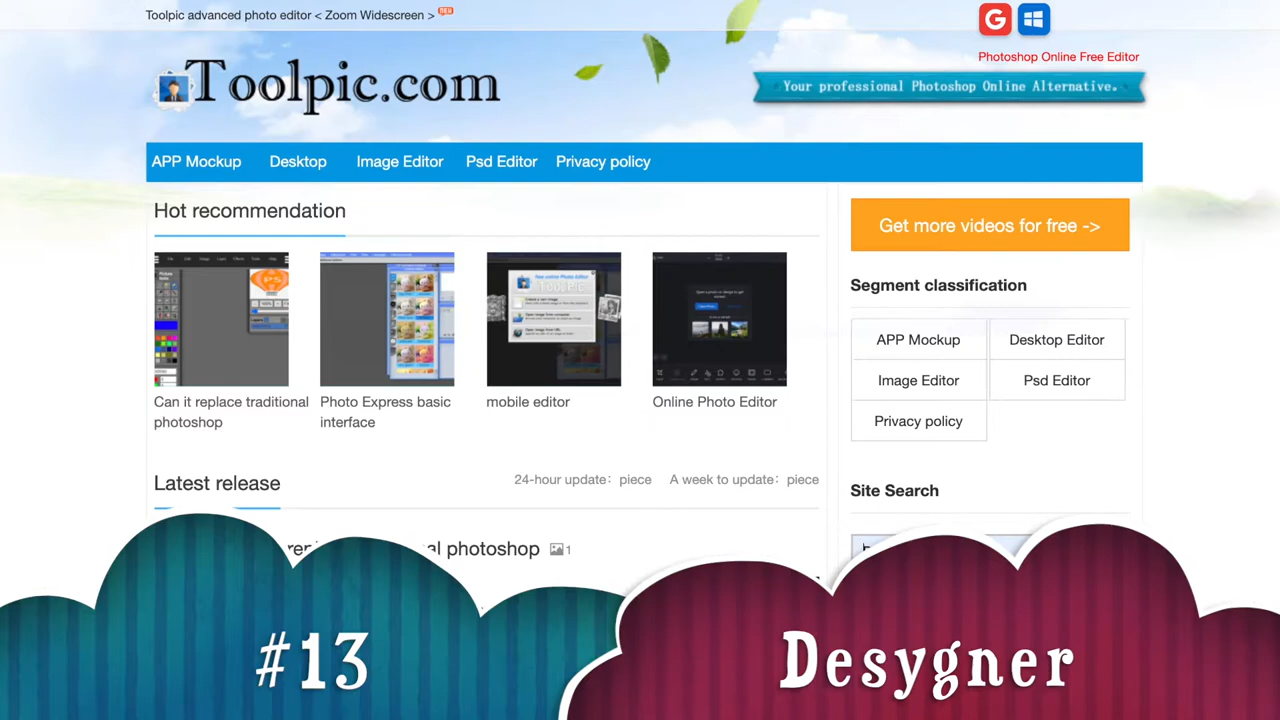 Toolpic advanced photo editor < Zoom Widescreen >
Photoshop Online Free Editor
Toolpic.com
Your professional Photoshop Online Alternative.
APP Mockup Desktop Image Editor Psd Editor Privacy policy
Hot recommendation
Can it replace traditional
photoshop
Photo Express basic
interface
mobile editor
Online Photo Editor
Latest release
24-hour update: piece
A week to update: piece
photoshop
1
Get more videos for free ->
Segment classification
APP Mockup Desktop Editor
Image Editor Psd Editor
Privacy policy
Site Search
#13
Desygner